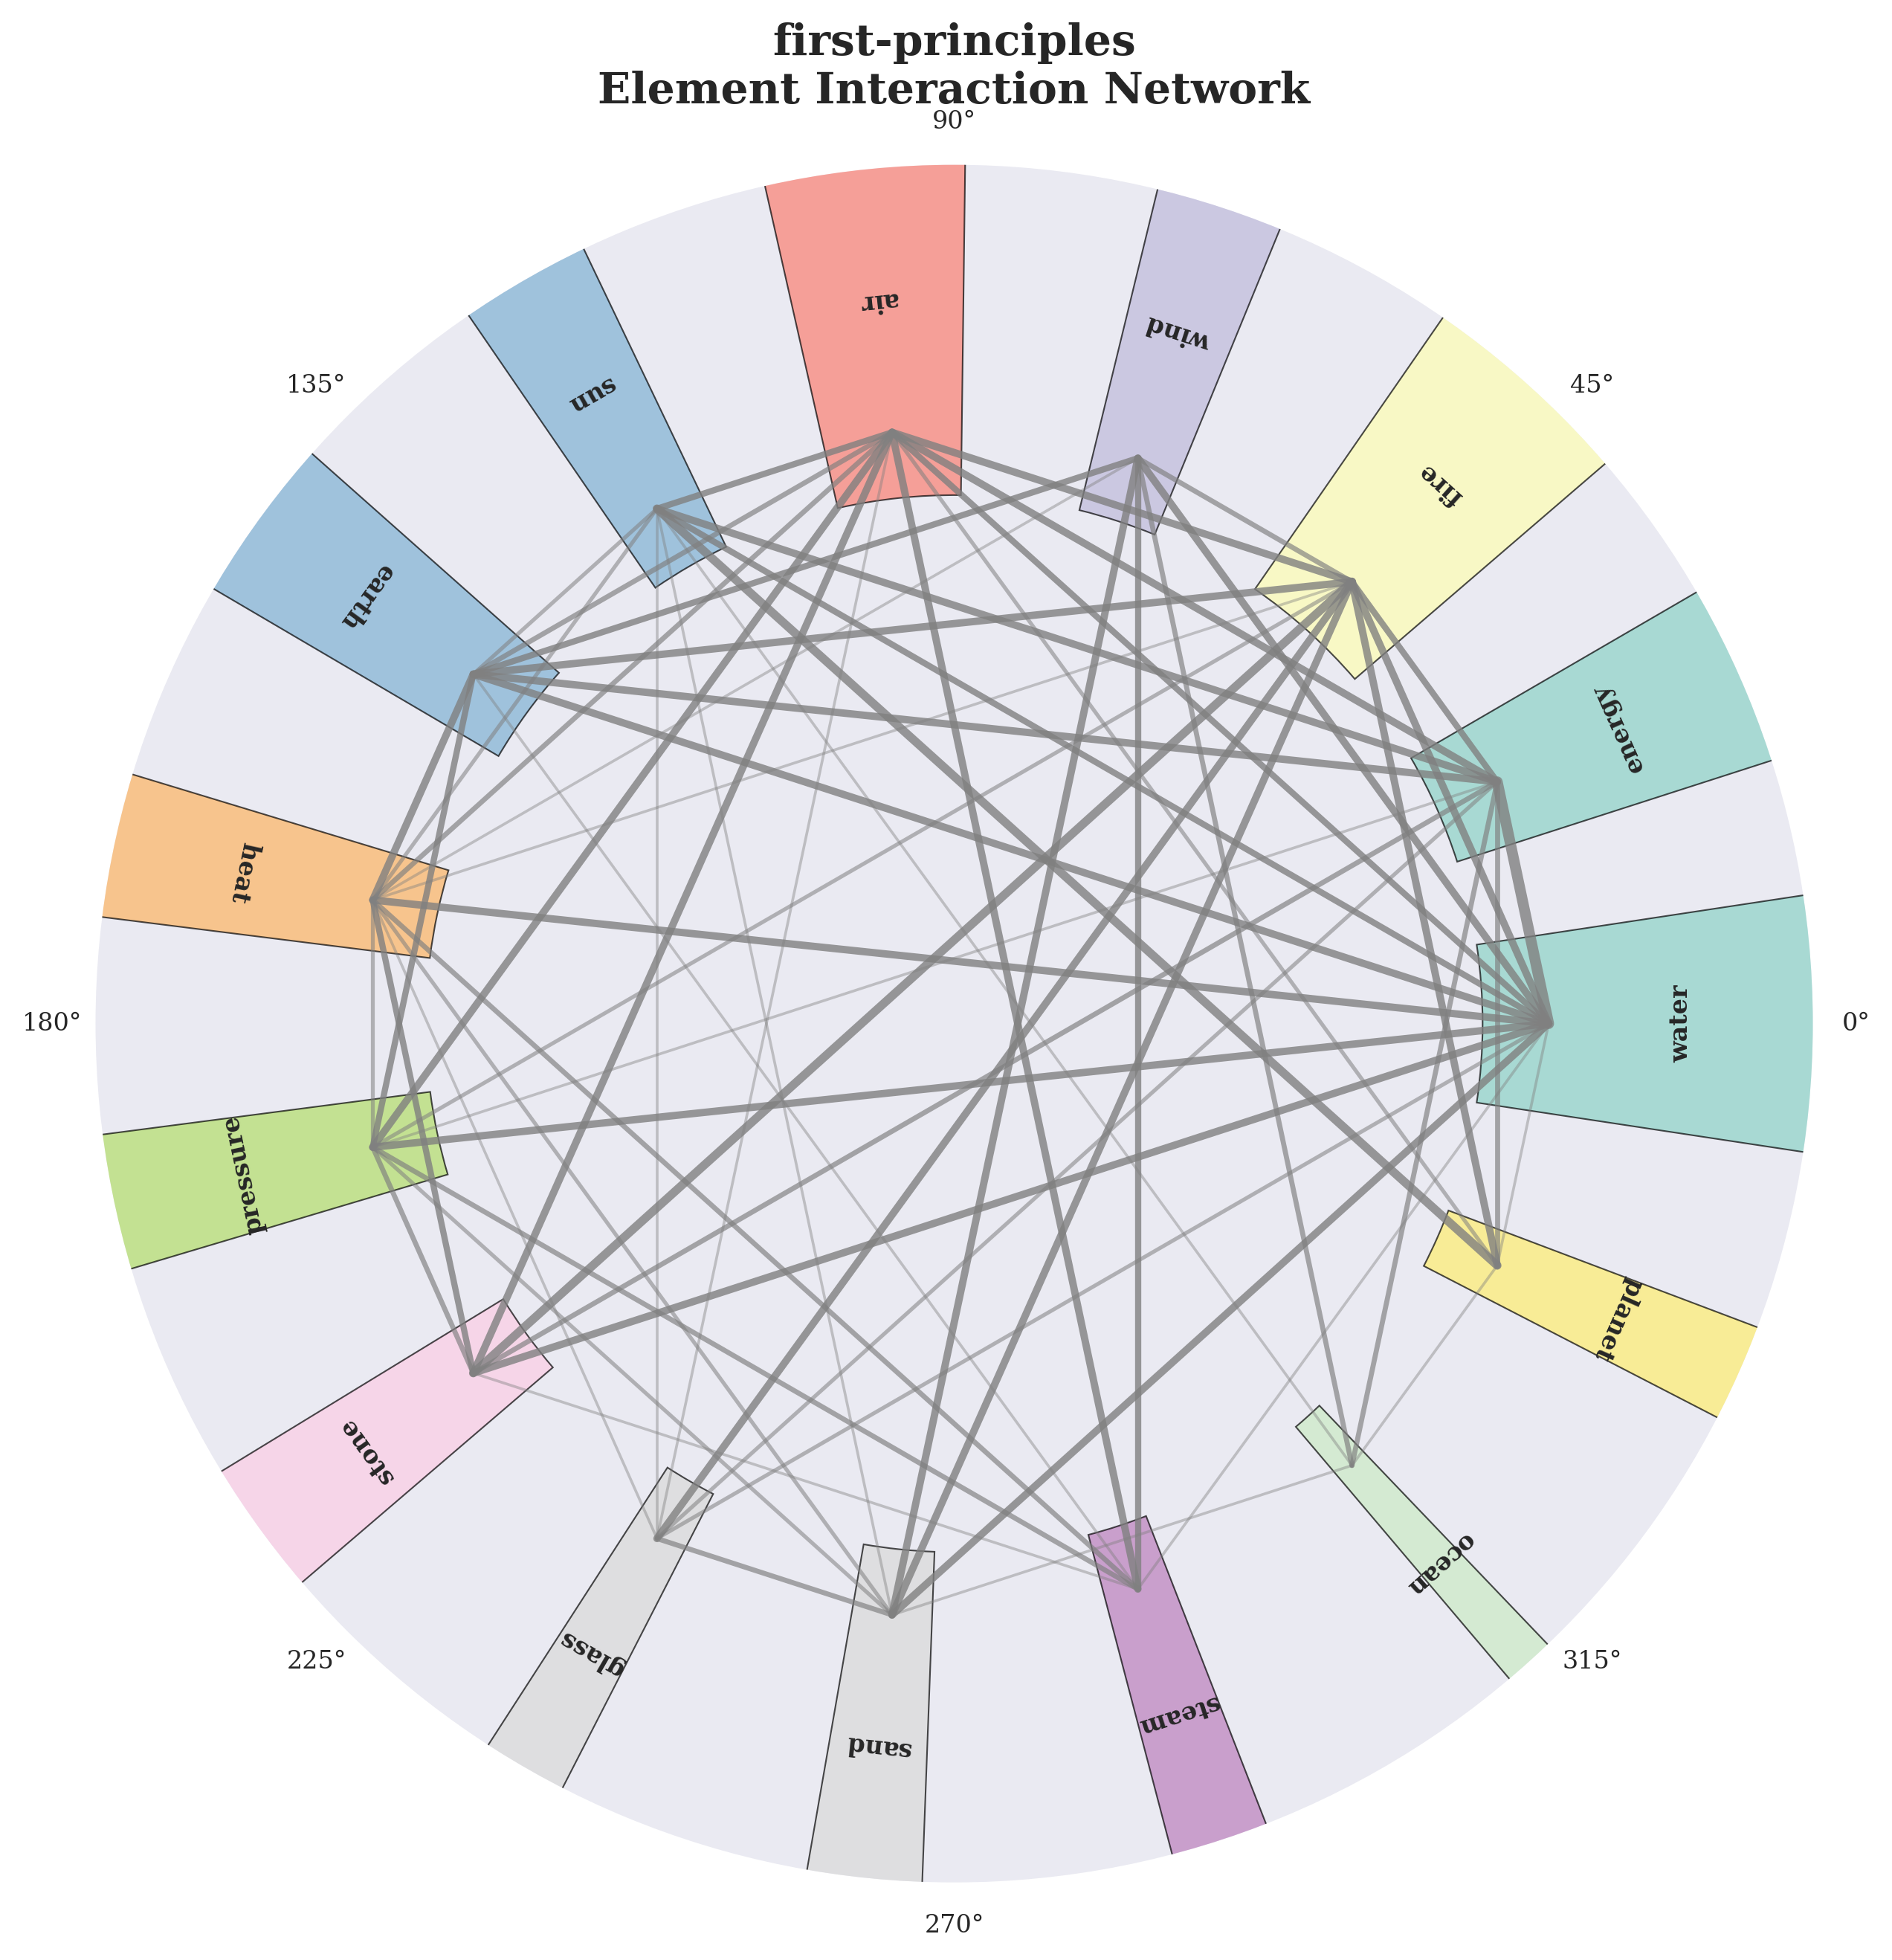 first-principles
Element Interaction Network
90°
air
wind
135°
sun
45°
fire
earth
energy
heat
180°
water
0°
pressure
planet
stone
ocean
glass
225°
315°
steam
sand
270°